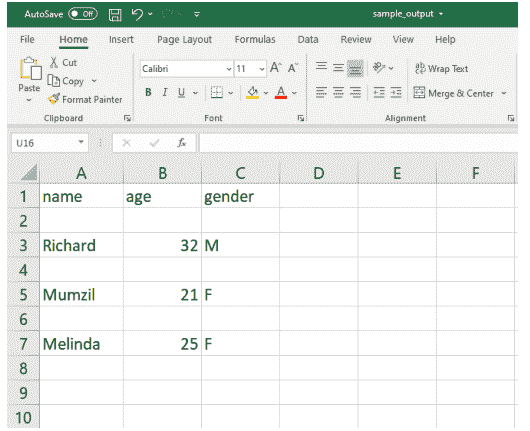 AutoSave Off sample_output
File Home Insert Page Layout Formulas Data Review View Help
Cut
Copy
Format Painter
Paste
Calibri 11 A A
B I U A
ab Wrap Text
Merge & Center
Clipboard Font Alignment
U16 fx
A B C D E F
1 name age gender
2
3 Richard 32 M
4
5 Mumzil 21 F
6
7 Melinda 25 F
8
9
10